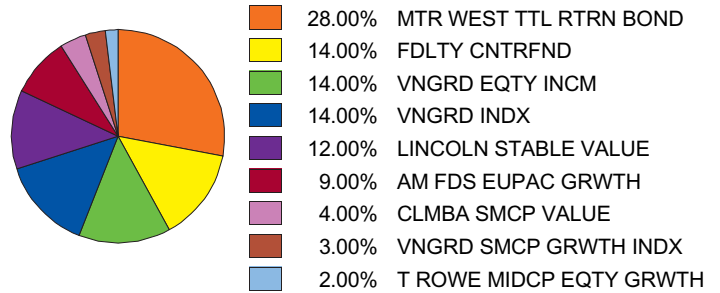 28.00% MTR WEST TTL RTRN BOND
14.00% FDLTY CNTRFND
14.00% VNGRD EQTY INCM
14.00% VNGRD INDX
12.00% LINCOLN STABLE VALUE
9.00% AM FDS EUPAC GRWTH
4.00% CLMBA SMCP VALUE
3.00% VNGRD SMCP GRWTH INDX
2.00% T ROWE MIDCP EQTY GRWTH